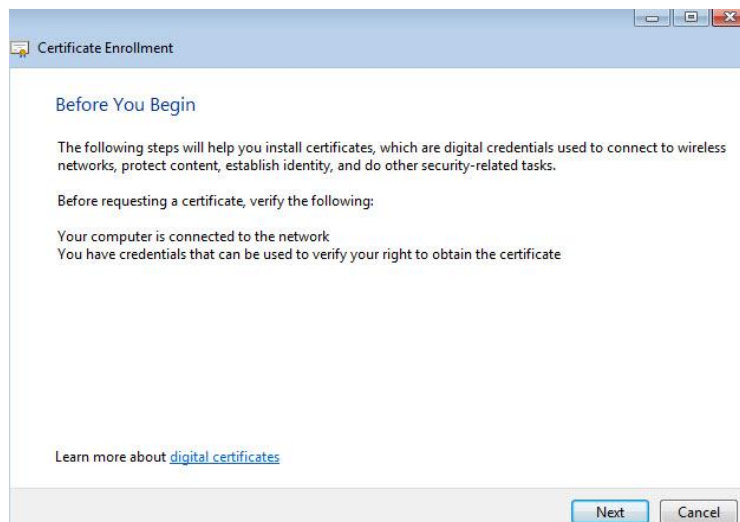 Certificate Enrollment
Before You Begin
The following steps will help you install certificates, which are digital credentials used to connect to wireless
networks, protect content, establish identity, and do other security-related tasks.
Before requesting a certificate, verify the following:
Your computer is connected to the network
You have credentials that can be used to verify your right to obtain the certificate
Learn more about digital certificates
Next Cancel